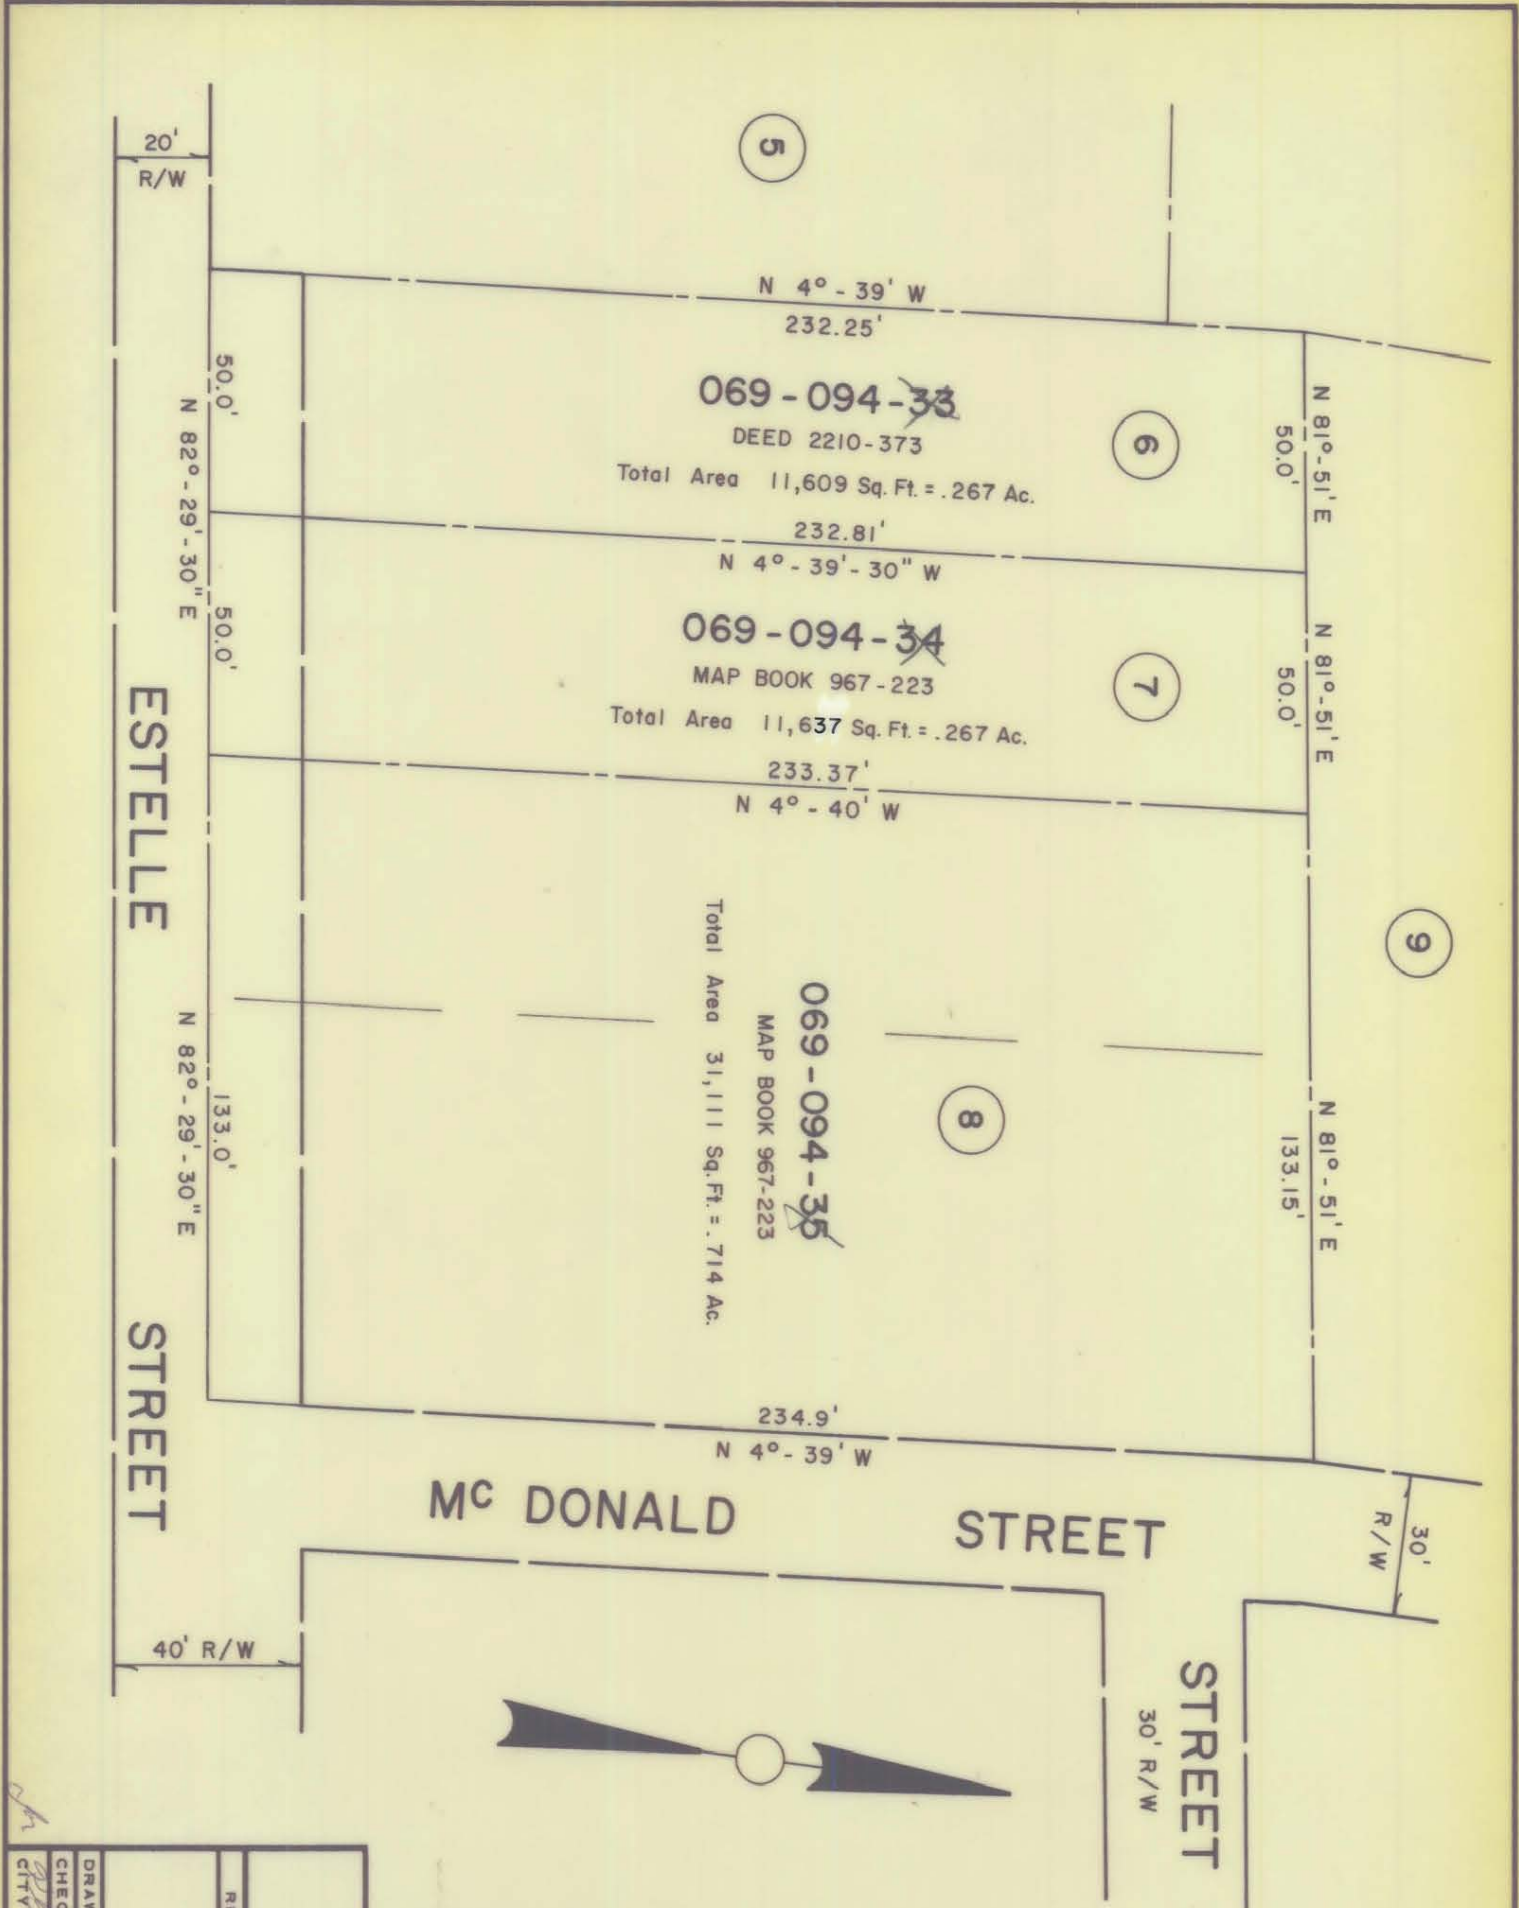 20'
R/W
5
N 4° - 39' W
232.25'
069 - 094 - 33
DEED 2210 - 373
Total Area 11,609 Sq. Ft. = .267 Ac.
6
N 81° - 51' E
50.0'
50.0'
N 82° - 29' - 30" E
232.81'
N 4° - 39' - 30" W
069 - 094 - 34
MAP BOOK 967 - 223
Total Area 11,637 Sq. Ft. = .267 Ac.
7
N 81° - 51' E
50.0'
50.0'
233.37'
N 4° - 40' W
9
069 - 094 - 35
MAP BOOK 967-223
Total Area 31,111 Sq. Ft. = .714 Ac.
8
N 81° - 51' E
133.15'
133.0'
N 82° - 29' - 30" E
ESTELLE STREET
234.9'
N 4° - 39' W
Mc DONALD STREET
30'
R/W
40' R/W
STREET
30' R/W
DRAW
CHEC
CITY